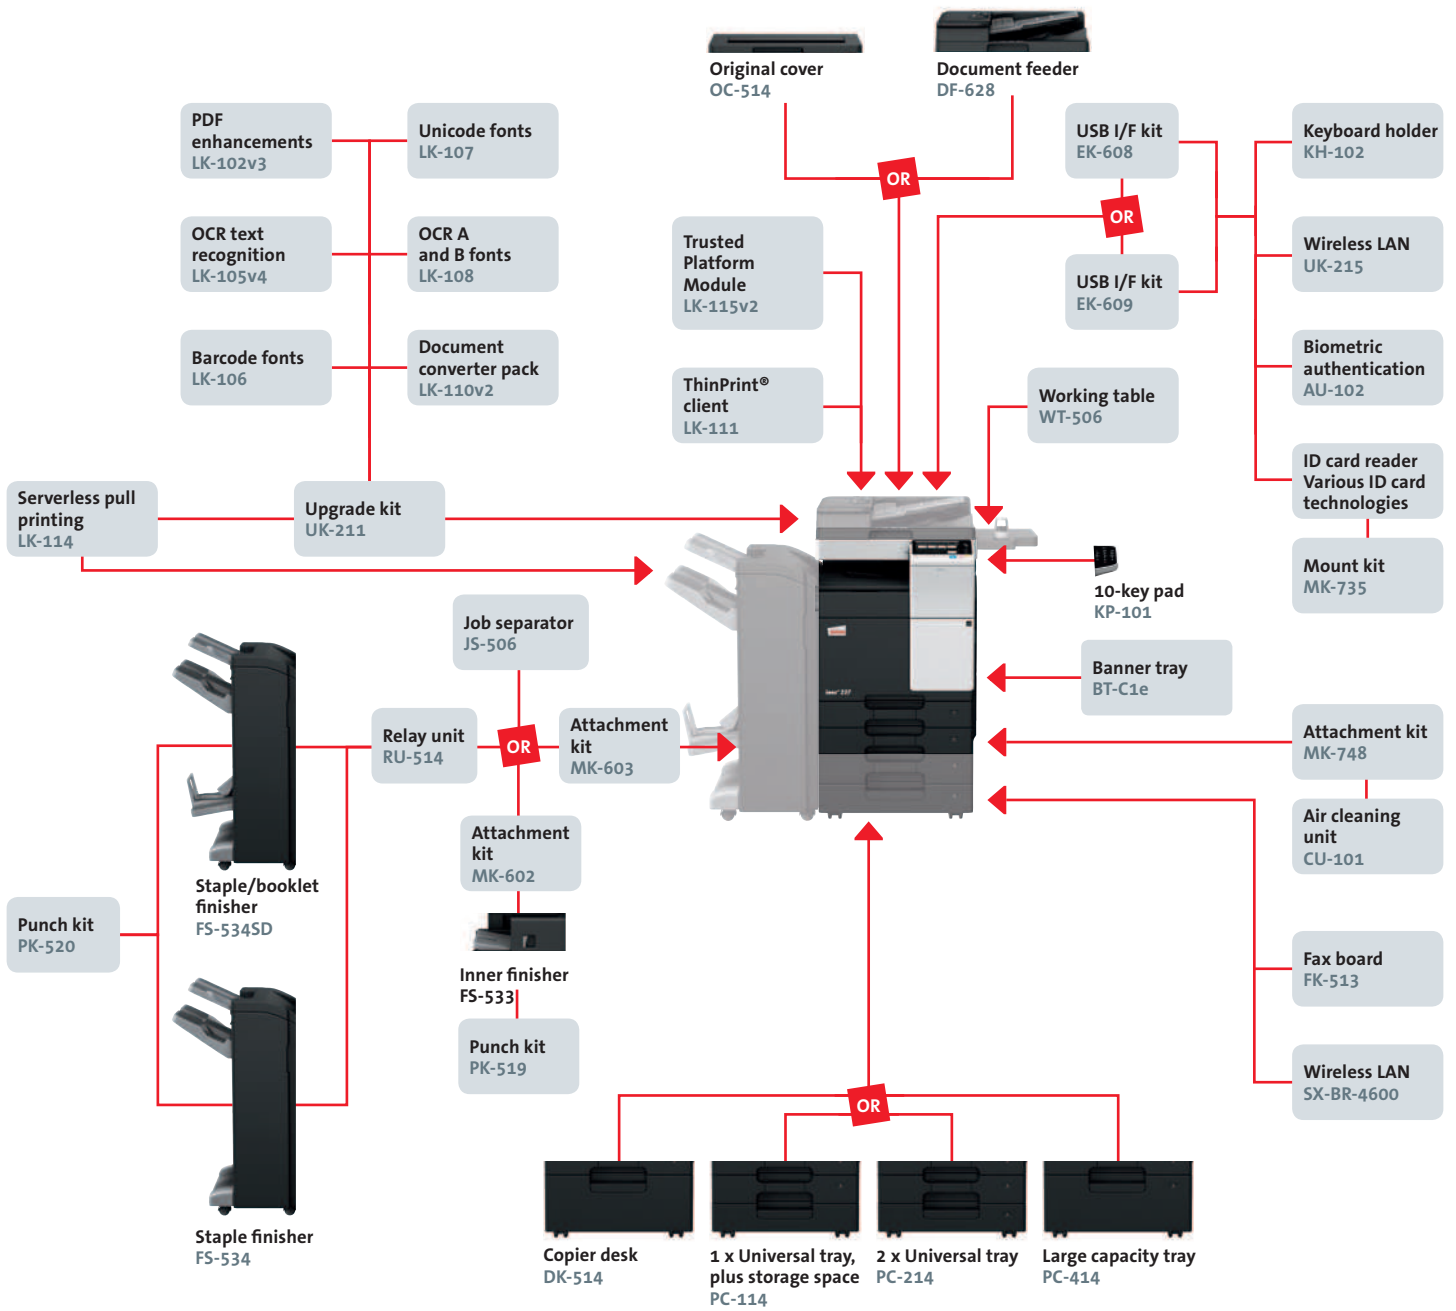 Original cover
OC-514
Document feeder
DF-628
PDF
enhancements
LK-102v3
Unicode fonts
LK-107
USB I/F kit
EK-608
Keyboard holder
KH-102
OR
OR
OCR text
recognition
LK-105v4
OCR A
and B fonts
LK-108
Trusted
Platform
Module
LK-115v2
USB I/F kit
EK-609
Wireless LAN
UK-215
Barcode fonts
LK-106
Document
converter pack
LK-110v2
ThinPrint®
client
LK-111
Working table
WT-506
Biometric
authentication
AU-102
ID card reader
Various ID card
technologies
Serverless pull
printing
LK-114
Upgrade kit
UK-211
Mount kit
MK-735
10-key pad
KP-101
Job separator
JS-506
Banner tray
BT-C1e
Relay unit
RU-514
OR
Attachment
kit
MK-603
Attachment kit
MK-748
Attachment
kit
MK-602
Air cleaning
unit
CU-101
Staple/booklet
finisher
FS-534SD
Punch kit
PK-520
Inner finisher
FS-533
Fax board
FK-513
Punch kit
PK-519
Wireless LAN
SX-BR-4600
OR
Staple finisher
FS-534
Copier desk
DK-514
1 x Universal tray,
plus storage space
PC-114
2 x Universal tray
PC-214
Large capacity tray
PC-414